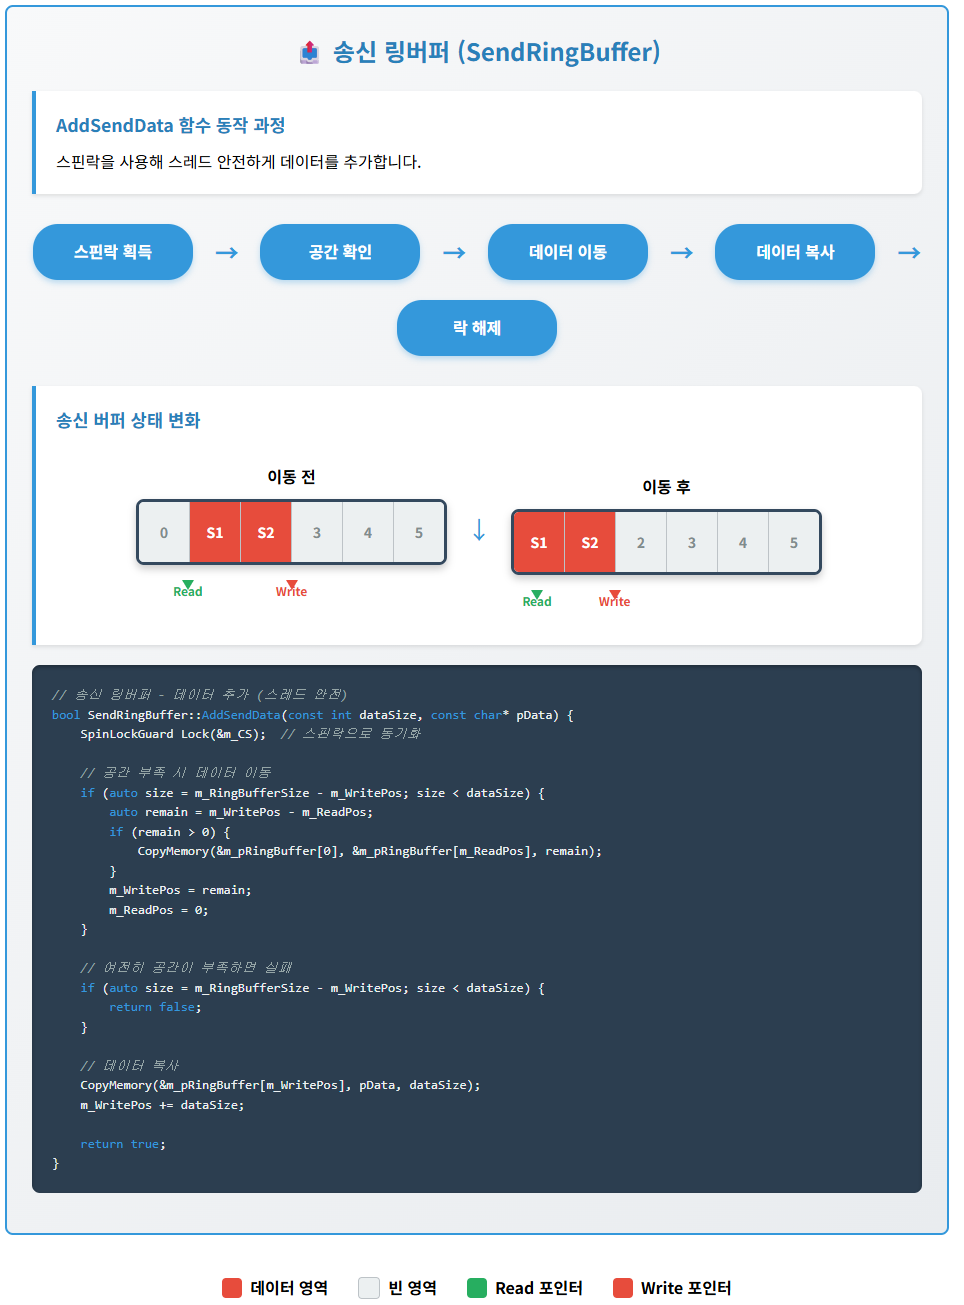 송신 링버퍼 (SendRingBuffer)
AddSendData 함수 동작 과정
스핀락을 사용해 스레드 안전하게 데이터를 추가합니다.
스핀락 획득 → 공간 확인 → 데이터 이동 → 데이터 복사 →
락 해제
송신 버퍼 상태 변화
이동 전
0 S1 S2 3 4 5
Read Write
↓
이동 후
S1 S2 2 3 4 5
Read Write
// 송신 링버퍼 - 데이터 추가 (스레드 안전)
bool SendRingBuffer::AddSendData(const int dataSize, const char* pData) {
    SpinLockGuard Lock(&m_CS);  // 스핀락으로 동기화
    // 공간 부족 시 데이터 이동
    if (auto size = m_RingBufferSize - m_WritePos; size < dataSize) {
        auto remain = m_WritePos - m_ReadPos;
        if (remain > 0) {
            CopyMemory(&m_pRingBuffer[0], &m_pRingBuffer[m_ReadPos], remain);
        }
        m_WritePos = remain;
        m_ReadPos = 0;
    }
    // 여전히 공간이 부족하면 실패
    if (auto size = m_RingBufferSize - m_WritePos; size < dataSize) {
        return false;
    }
    // 데이터 복사
    CopyMemory(&m_pRingBuffer[m_WritePos], pData, dataSize);
    m_WritePos += dataSize;
    return true;
}
데이터 영역 빈 영역 Read 포인터 Write 포인터